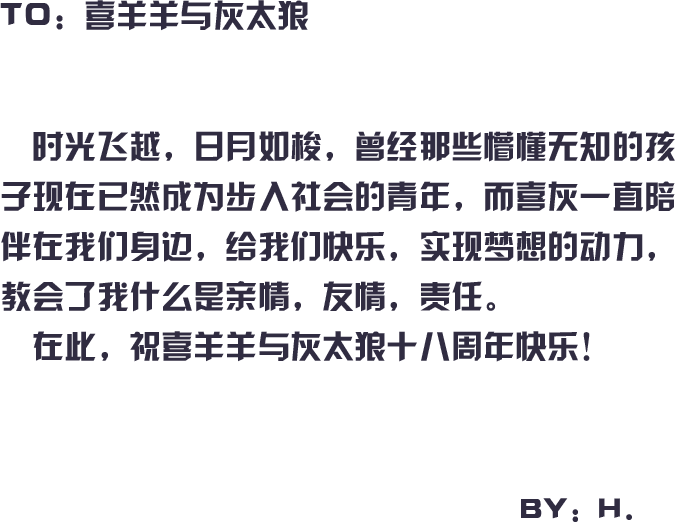 TO：喜羊羊与灰太狼
时光飞越，日月如梭，曾经那些懵懂无知的孩
子现在已然成为步入社会的青年，而喜灰一直陪
伴在我们身边，给我们快乐，实现梦想的动力，
教会了我什么是亲情，友情，责任。
在此，祝喜羊羊与灰太狼十八周年快乐！
BY：H.